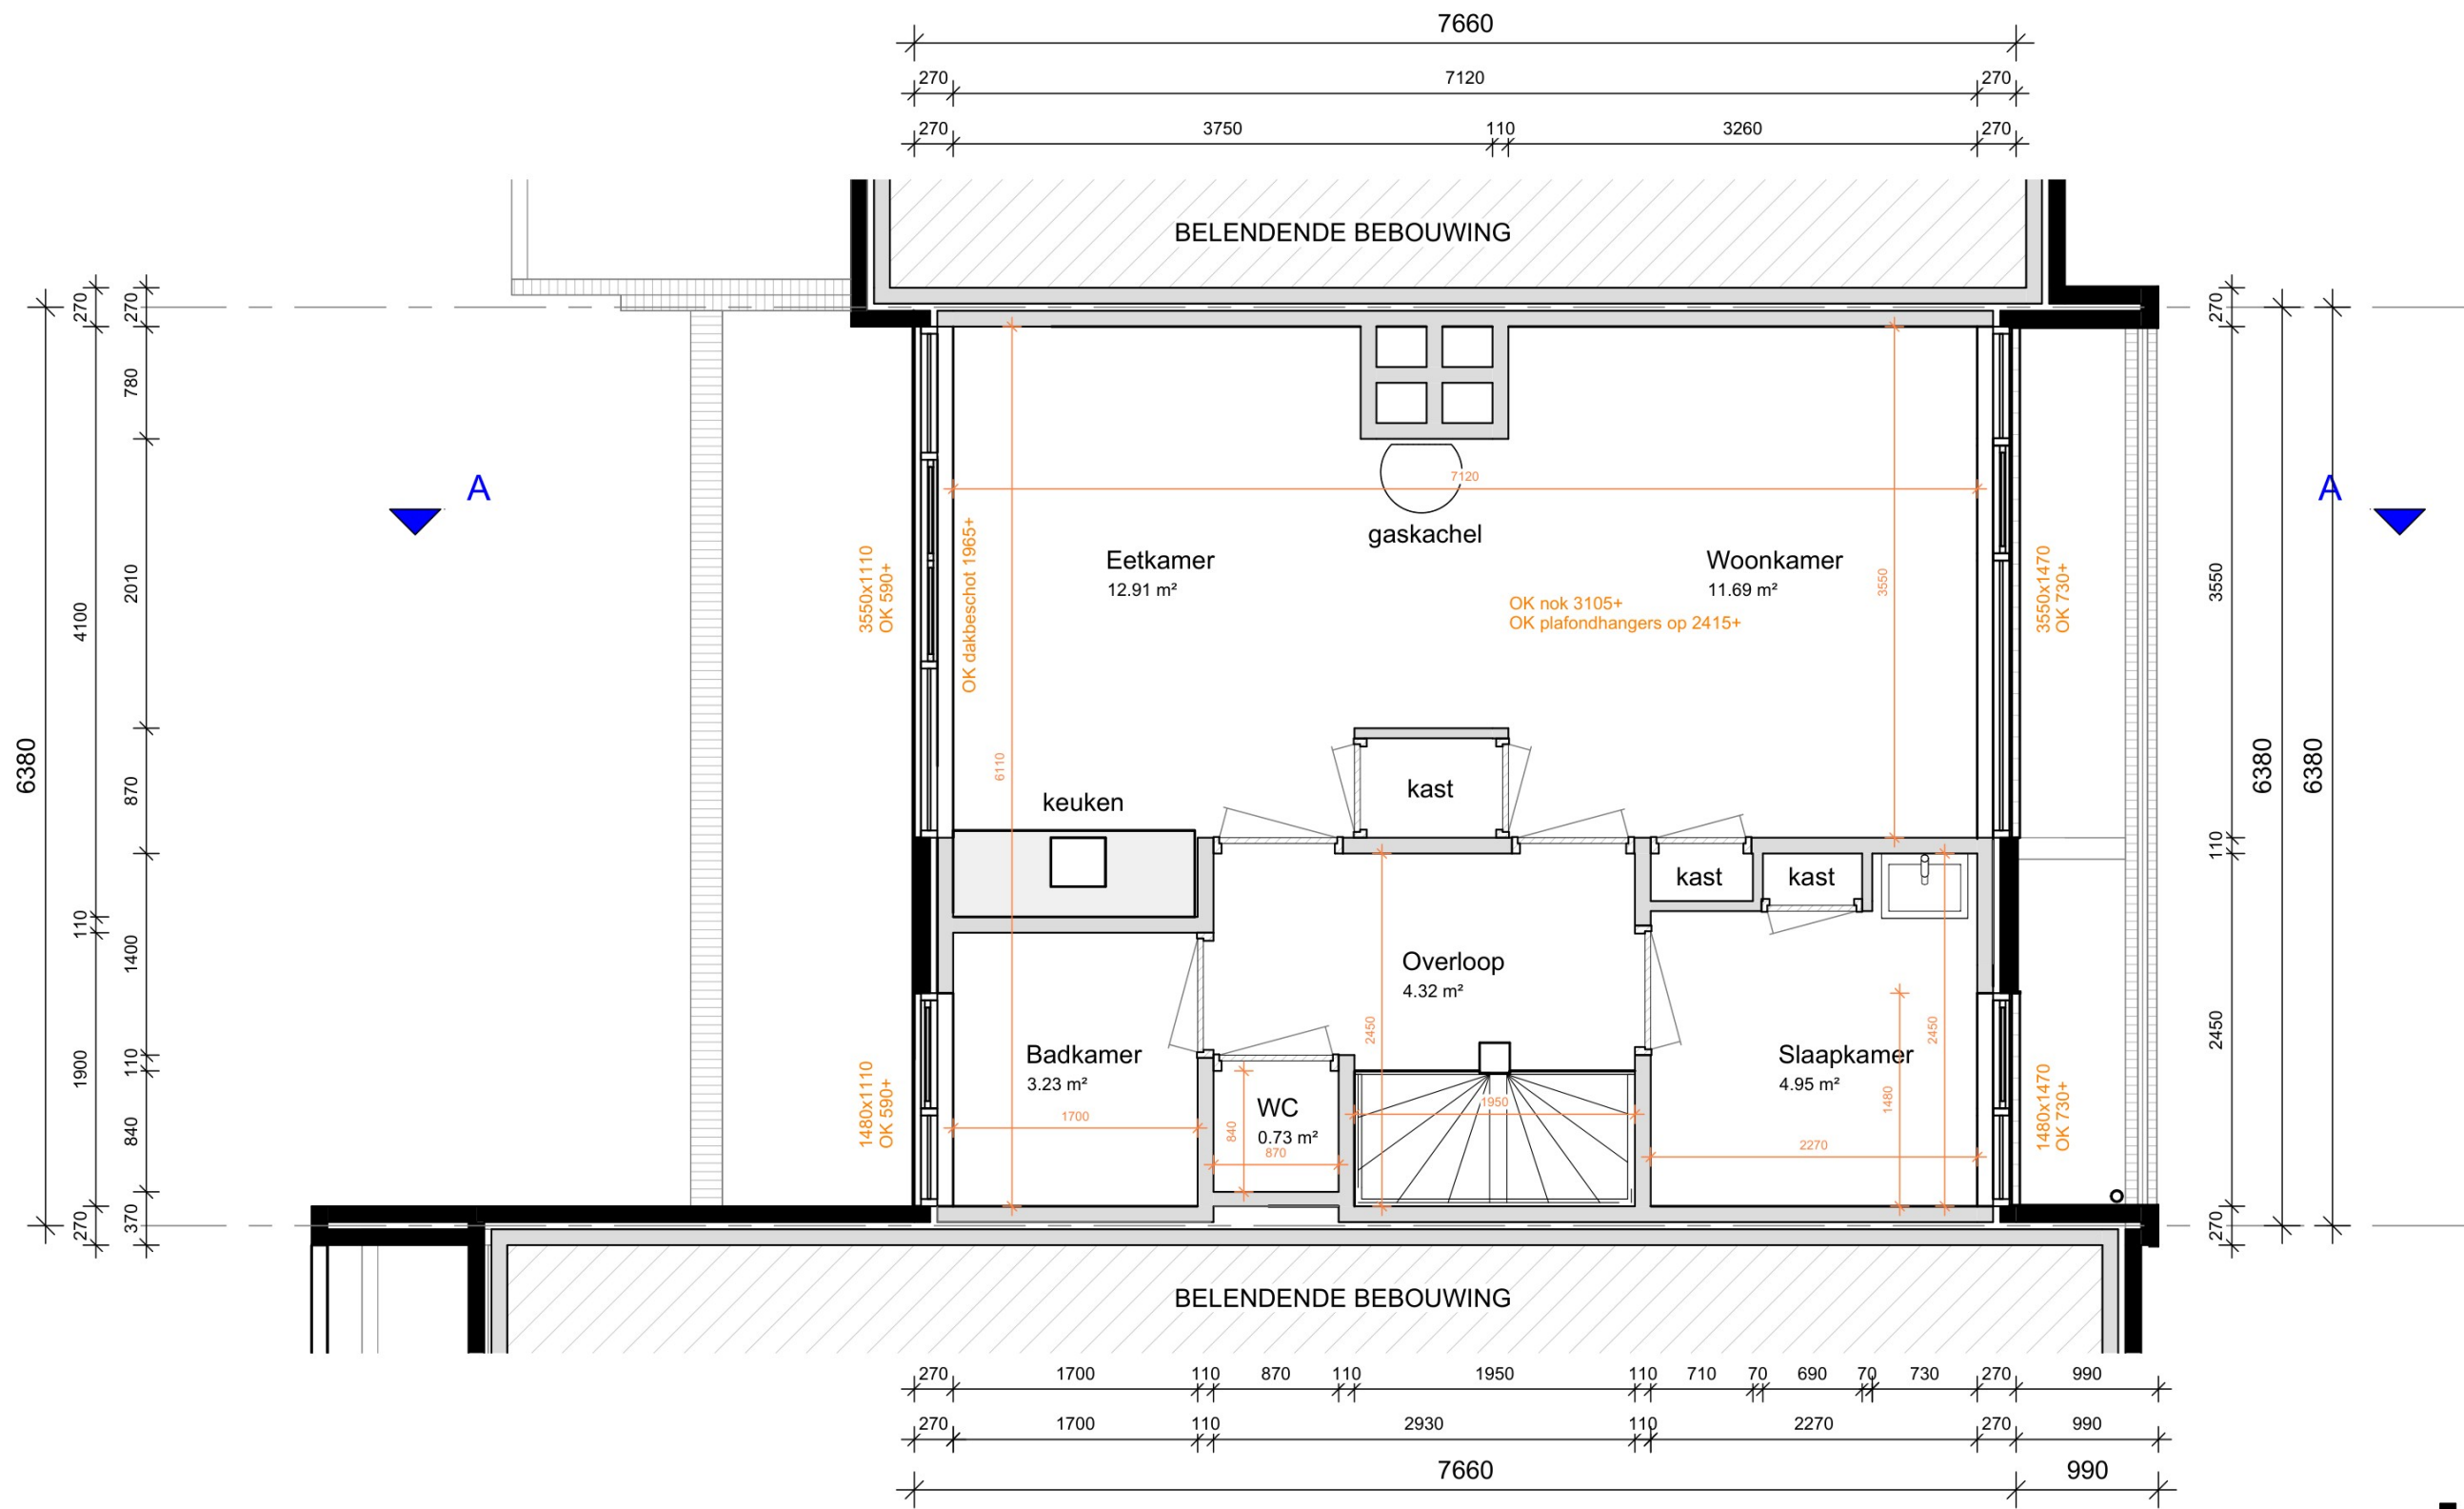 7660
270 7120 270
270 3750 110 3260 270
BELENDENDE BEBOUWING
270 270 270
780
A A
7120
gaskachel
Eetkamer
12.91 m²
Woonkamer
11.69 m²
OK nok 3105+
OK plafondhangers op 2415+
3550
OK dakbeschot 1965+
3550x1110
OK 590+
3550x1470
OK 730+
2010
3550
4100
6380
6380
6380
6110
870
kast
keuken
110
kast
kast
110
1400
Overloop
4.32 m²
2450
2450
2450
Badkamer
3.23 m²
Slaapkamer
4.95 m²
1480
1900
110
1480x1110
OK 590+
1480x1470
OK 730+
1700
WC
0.73 m²
840
870
1950
2270
840
270 370 270
BELENDENDE BEBOUWING
270 1700 110 870 110 1950 110 710 70 690 70 730 270 990
270 1700 110 2930 110 2270 270 990
7660 990